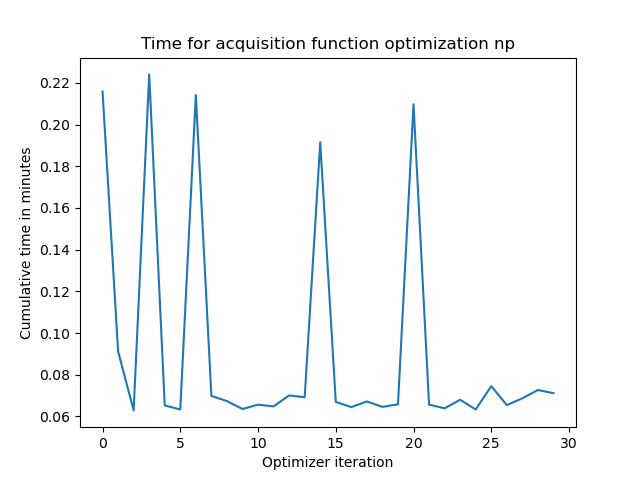 Time for acquisition function optimization np
Cumulative time in minutes
0.22
0.20
0.18
0.16
0.14
0.12
0.10
0.08
0.06
0 5 10 15 20 25 30
Optimizer iteration